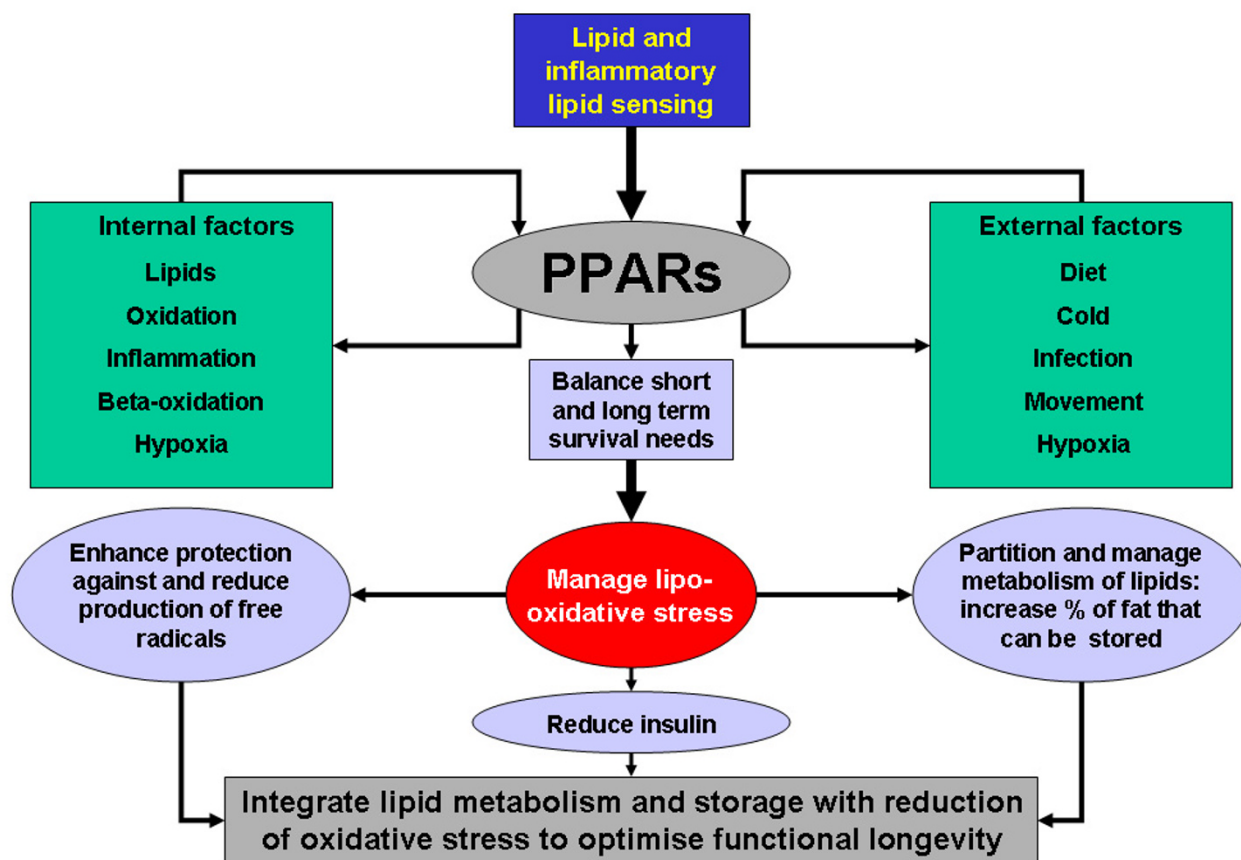 Lipid and
inflammatory
lipid sensing
Internal factors
Lipids
Oxidation
Inflammation
Beta-oxidation
Hypoxia
PPARs
External factors
Diet
Cold
Infection
Movement
Hypoxia
Balance short
and long term
survival needs
Enhance protection
against and reduce
production of free
radicals
Manage lipo-
oxidative stress
Partition and manage
metabolism of lipids:
increase % of fat that
can be stored
Reduce insulin
Integrate lipid metabolism and storage with reduction
of oxidative stress to optimise functional longevity